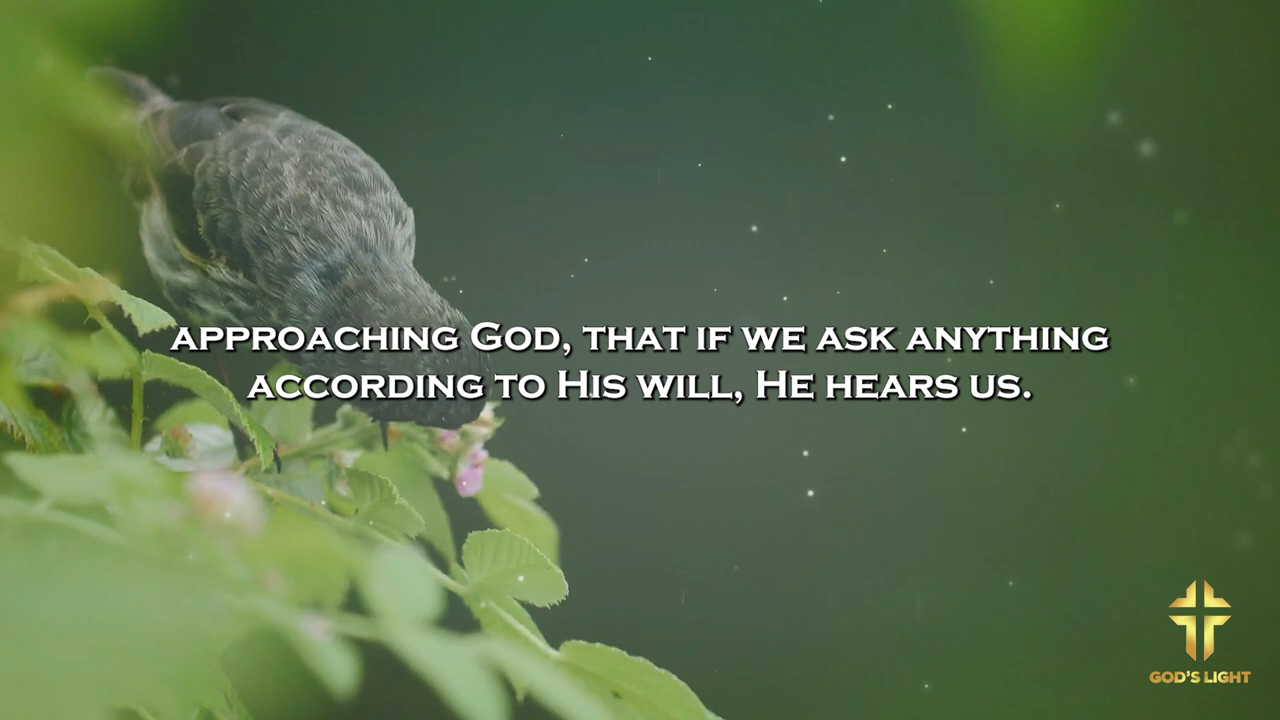 APPROACHING GOD, THAT IF WE ASK ANYTHING
ACCORDING TO HIS WILL, HE HEARS US.
GOD'S LIGHT